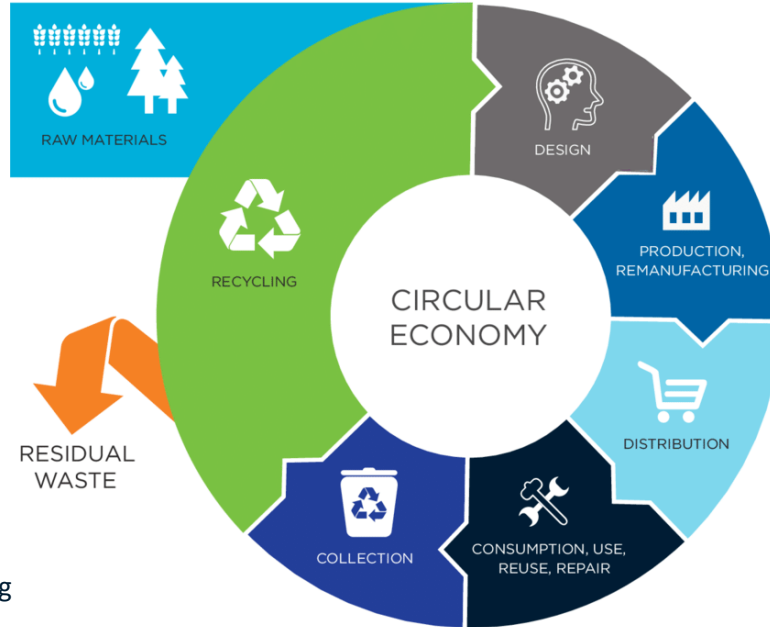 RAW MATERIALS
DESIGN
PRODUCTION,
REMANUFACTURING
RECYCLING
CIRCULAR
ECONOMY
DISTRIBUTION
RESIDUAL
WASTE
CONSUMPTION, USE,
REUSE, REPAIR
COLLECTION
g